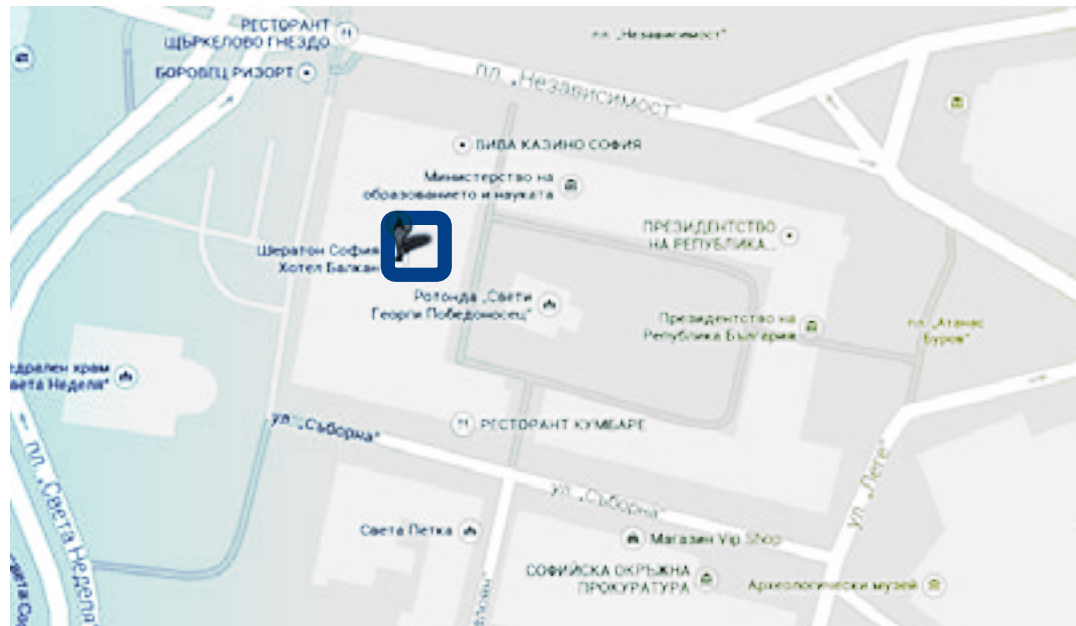 РЕСТОРАНТ
ЩЪРКЕЛОВО ГНЕЗДО
БОРОВЕЦ РИЗОРТ
пл. „Независимост"
пл. „Независимост"
ВИВА КАЗИНО СОФИЯ
Министерство на
образованието и науката
Шератон София
Хотел Балкан
ПРЕЗИДЕНТСТВО
НА РЕПУБЛИКА...
Ротонда „Свети
Георги Победоносец"
Президентство на
Република България
пл. „Атанас
Буров"
едрален храм
вета Неделя"
ул. „Съборна"
РЕСТОРАНТ КУМБАРЕ
ул. „Леге"
ул. „Съборна"
пл. „Света Неделя"
Света Петка
Магазин Vip Shop
СОФИЙСКА ОКРЪЖНА
ПРОКУРАТУРА
Археологически музей